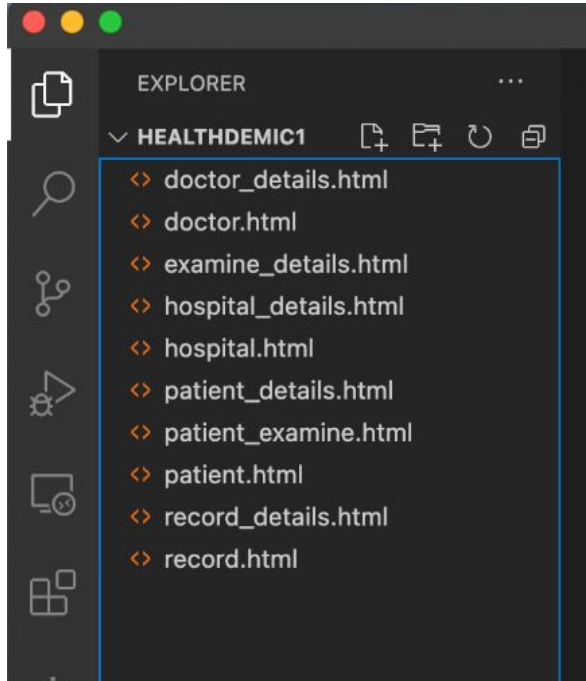 EXPLORER
HEALTHDEMIC1
doctor_details.html
doctor.html
examine_details.html
hospital_details.html
hospital.html
patient_details.html
patient_examine.html
patient.html
record_details.html
record.html